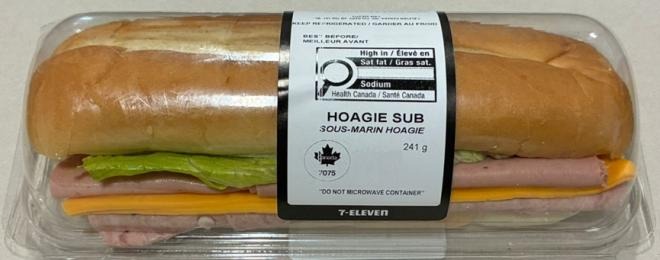 KEEP REFRIGERATED / GARDER AU FROID
BEST BEFORE/
MEILLEUR AVANT
High in / Élevé en
Sat fat / Gras sat.
Sodium
Health Canada / Santé Canada
HOAGIE SUB
SOUS-MARIN HOAGIE
241 g
Canada
7075
"DO NOT MICROWAVE CONTAINER"
7-ELEVEn